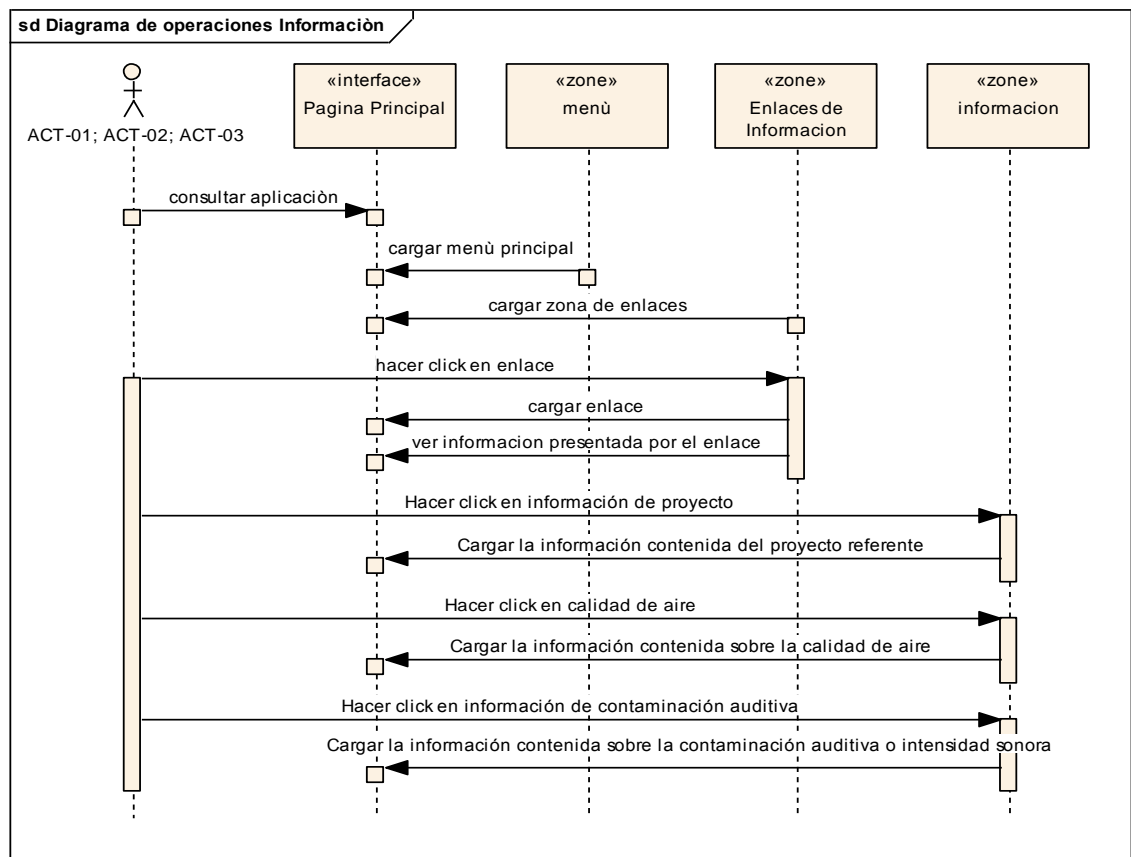 sd Diagrama de operaciones Informaciòn
«interface»
Pagina Principal
«zone»
menù
«zone»
Enlaces de
Informacion
«zone»
informacion
ACT-01; ACT-02; ACT-03
consultar aplicaciòn
cargar menù principal
cargar zona de enlaces
hacer click en enlace
cargar enlace
ver informacion presentada por el enlace
Hacer click en información de proyecto
Cargar la información contenida del proyecto referente
Hacer click en calidad de aire
Cargar la información contenida sobre la calidad de aire
Hacer click en información de contaminación auditiva
Cargar la información contenida sobre la contaminación auditiva o intensidad sonora